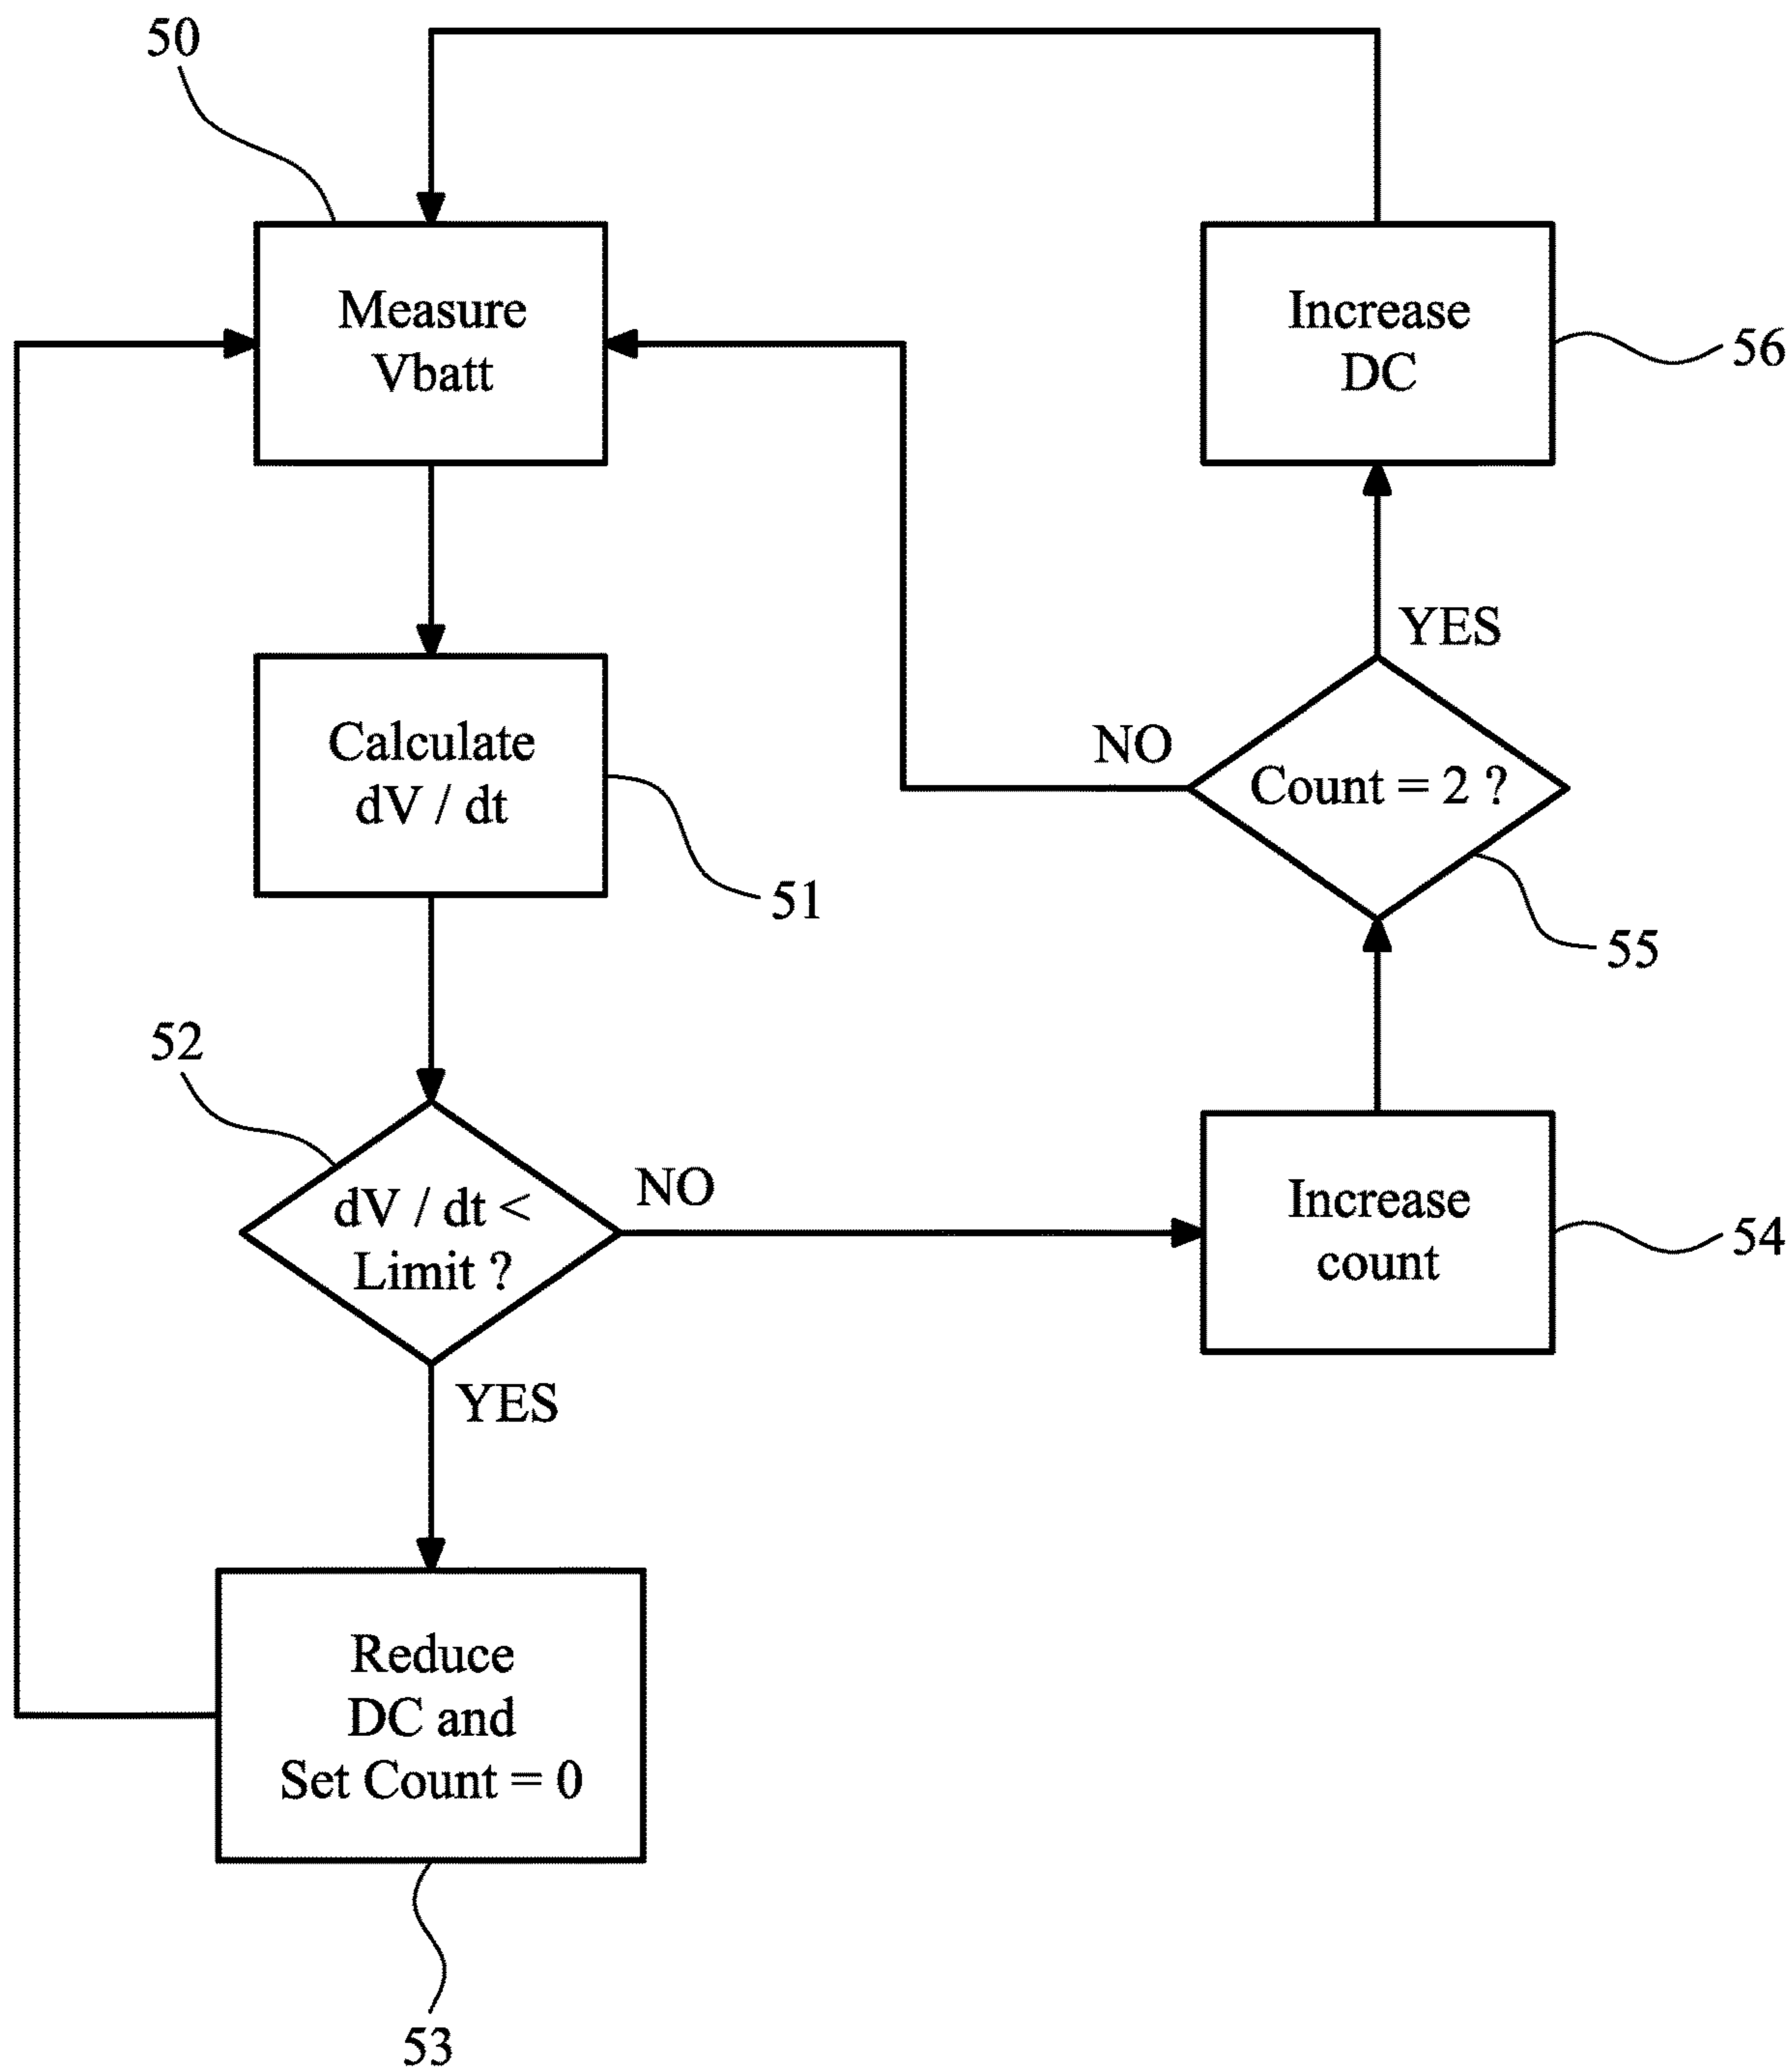 50
Measure
Vbatt
Increase
DC
56
YES
NO
Calculate
dV / dt
Count = 2 ?
51
55
52
dV / dt <
Limit ?
NO
Increase
count
54
YES
Reduce
DC and
Set Count = 0
53